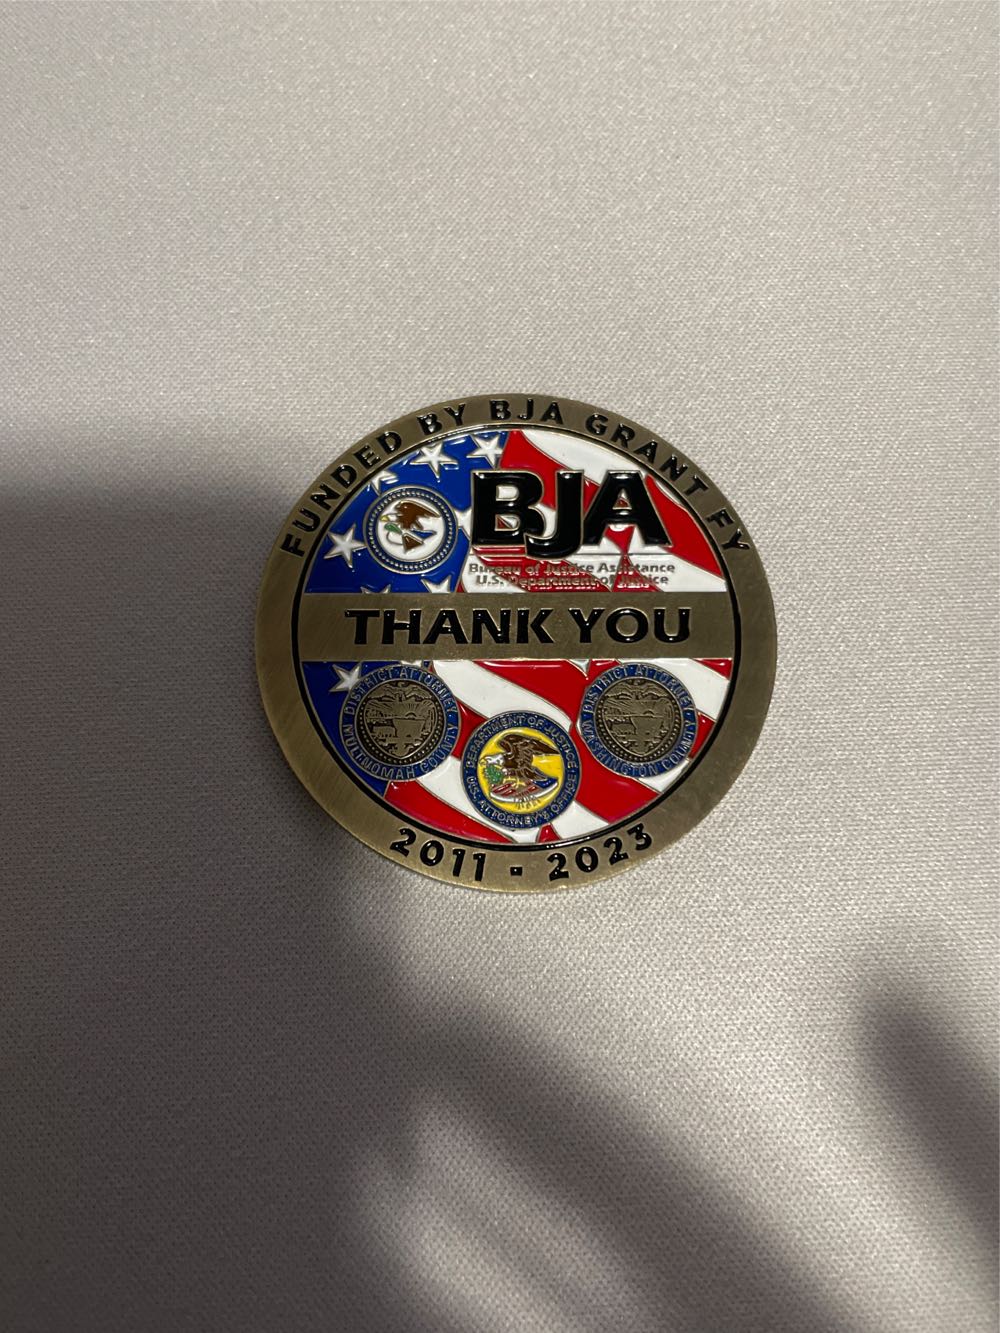 FUNDED BY BJA GRANT FY
BJA
Bureau of Justice Assistance
U.S. Department of Justice
THANK YOU
DISTRICT ATTORNEY
MULTNOMAH COUNTY
DEPARTMENT OF JUSTICE
U.S. ATTORNEY'S OFFICE
DISTRICT ATTORNEY
WASHINGTON COUNTY
2011 - 2023